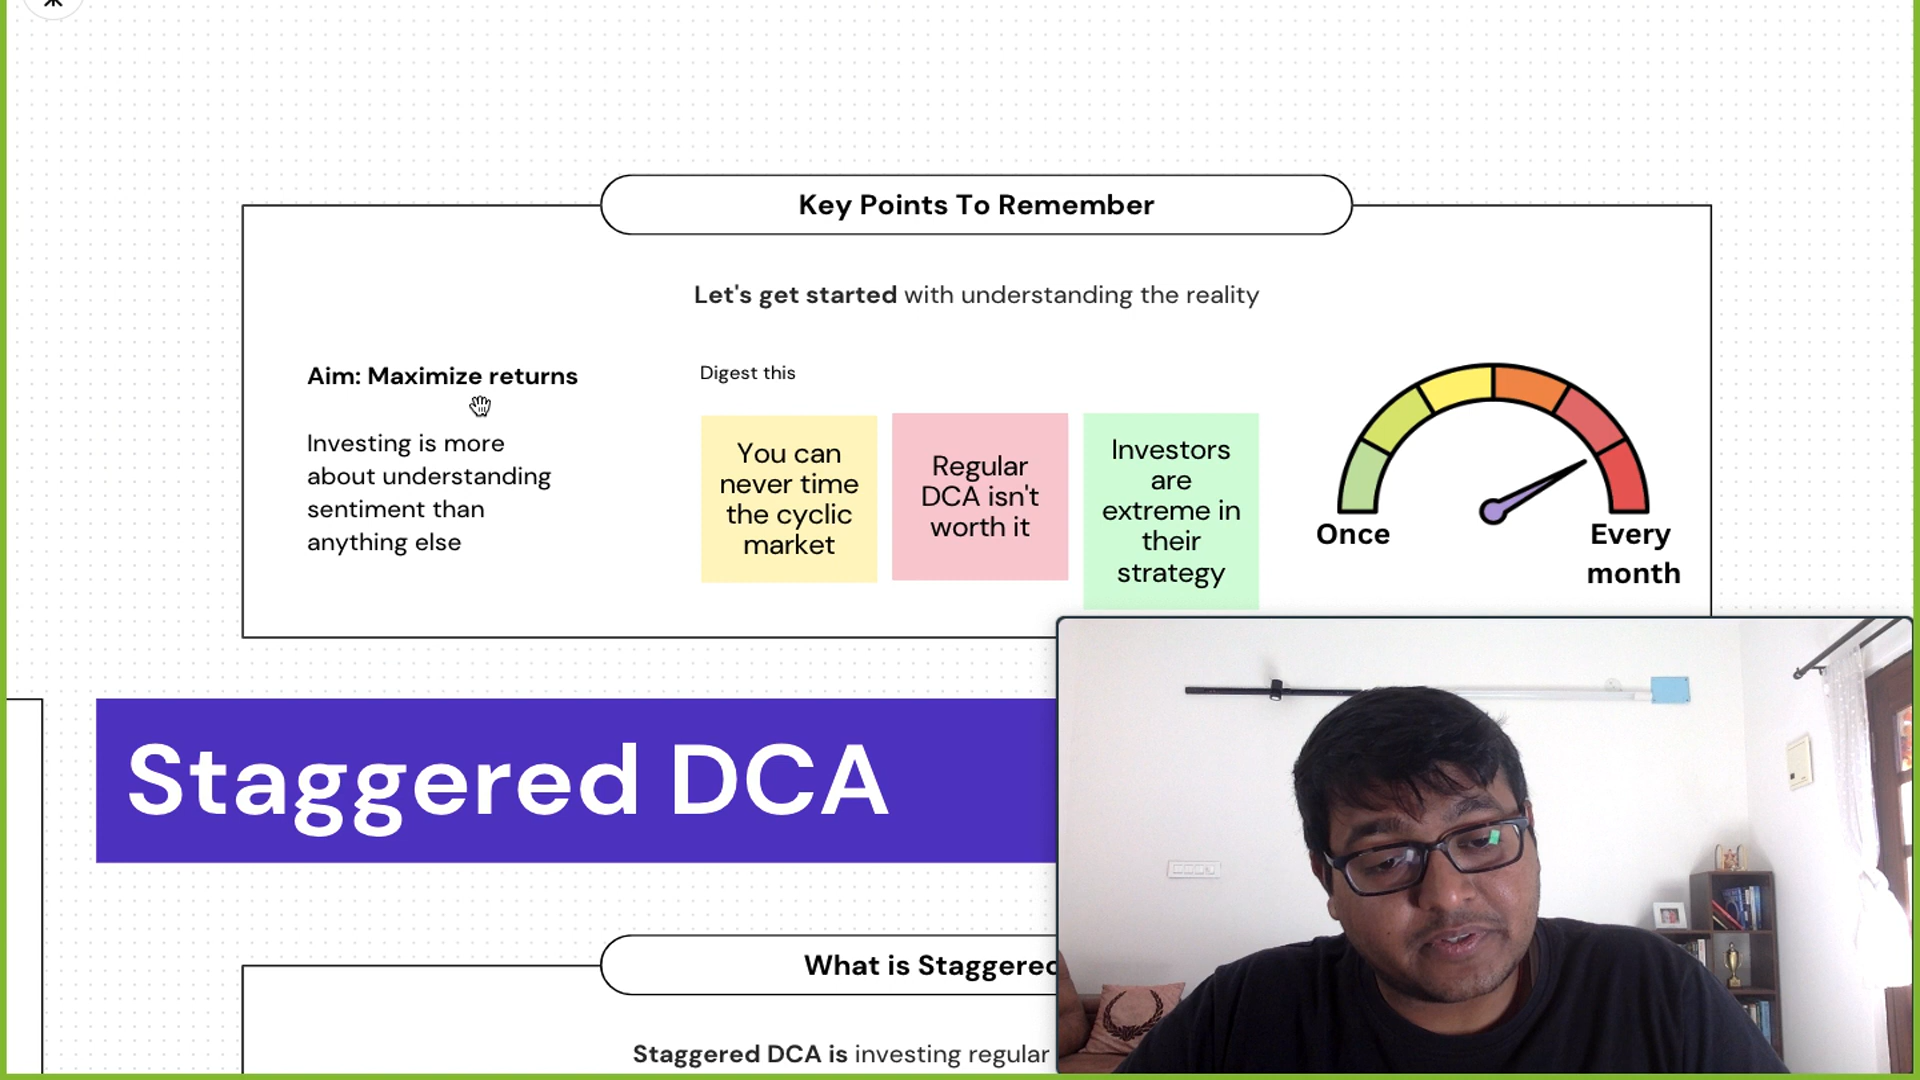 Key Points To Remember
Let's get started with understanding the reality
Aim: Maximize returns
Investing is more
about understanding
sentiment than
anything else
Digest this
You can
never time
the cyclic
market
Regular
DCA isn't
worth it
Investors
are
extreme in
their
strategy
Once
Every
month
Staggered DCA
What is Staggered
Staggered DCA is investing regular